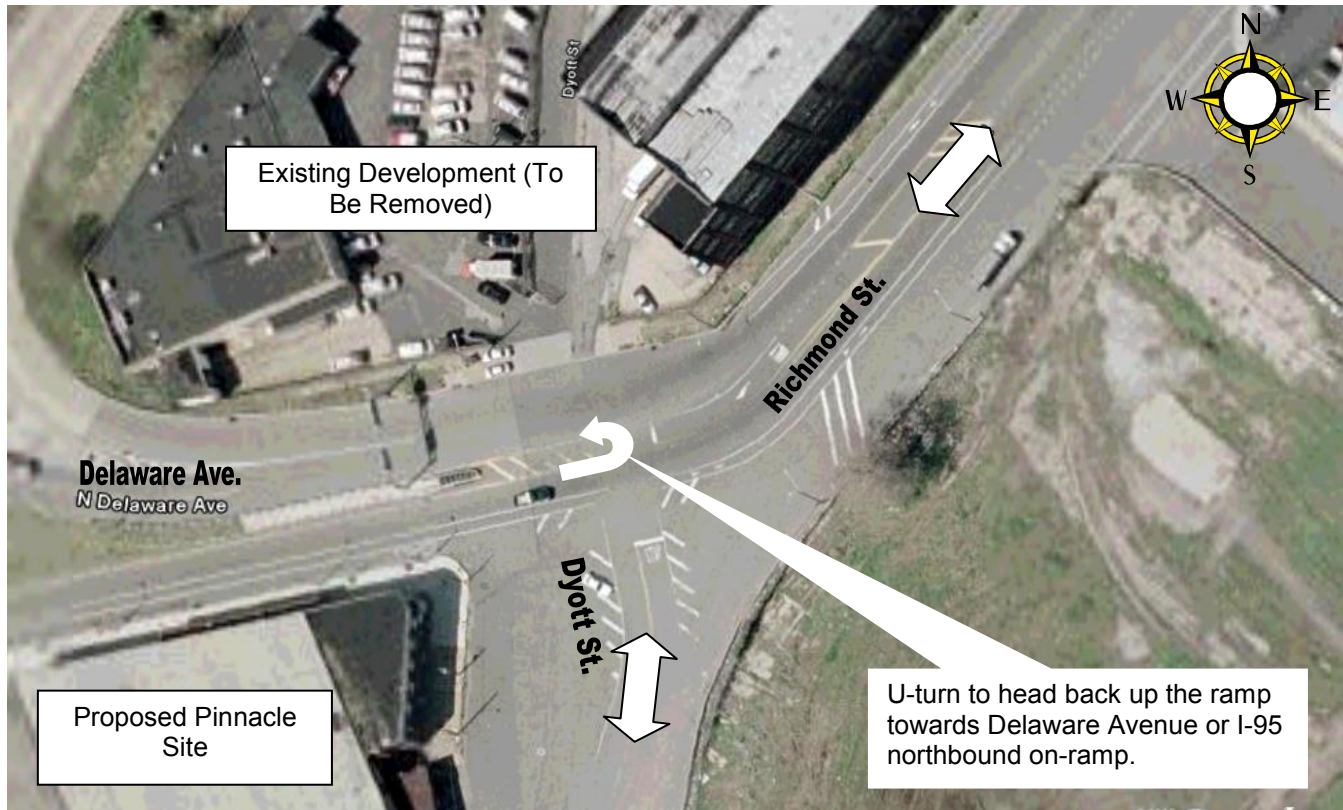 N
W
E
S
Dyott St
Existing Development (To
Be Removed)
Richmond St.
Delaware Ave.
N Delaware Ave
Dyott St.
Proposed Pinnacle
Site
U-turn to head back up the ramp
towards Delaware Avenue or I-95
northbound on-ramp.